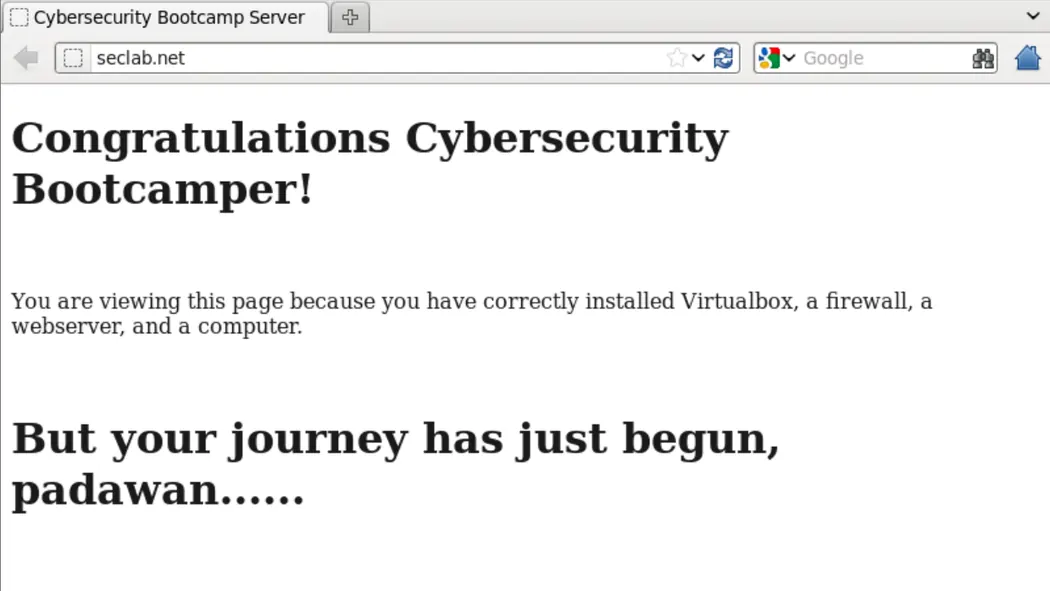 Cybersecurity Bootcamp Server
seclab.net
Google
Congratulations Cybersecurity
Bootcamper!
You are viewing this page because you have correctly installed Virtualbox, a firewall, a
webserver, and a computer.
But your journey has just begun,
padawan......